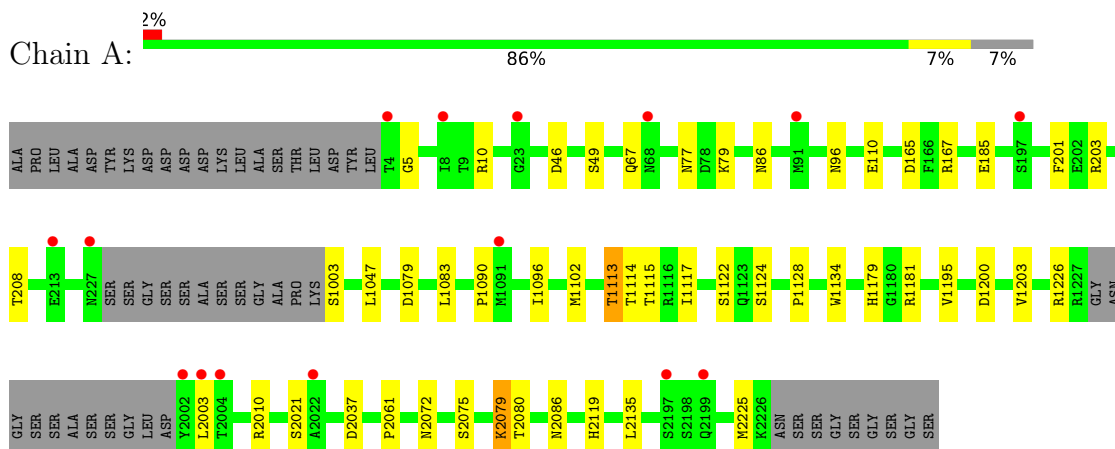 2%
Chain A:
86% 7% 7%
ALA PRO LEU ALA ASP TYR LYS ASP ASP ASP ASP LYS LEU ALA SER THR LEU ASP TYR LEU T4 G5 I8 T9 R10 G23 D46 S49 Q67 N68 N77 D78 K79 N86 M91 N96 E110 D165 F166 R167 E185 S197 F201 E202 R203
T208 E213 N227 SER SER GLY SER SER ALA SER SER GLY ALA PRO LYS S1003 L1047 D1079 L1083 P1090 M1091 I1096 M1102 T1113 T1114 T1115 R1116 I1117 S1122 Q1123 S1124 P1128 W1134 H1179 G1180 R1181 V1195 D1200 V1203 R1226 R1227 GLY ASN
GLY SER SER ALA SER SER GLY LEU ASP Y2002 L2003 T2004 R2010 S2021 A2022 D2037 P2061 N2072 S2075 K2079 T2080 N2086 H2119 L2135 S2197 S2198 Q2199 M2225 K2226 ASN SER SER GLY SER GLY SER GLY SER